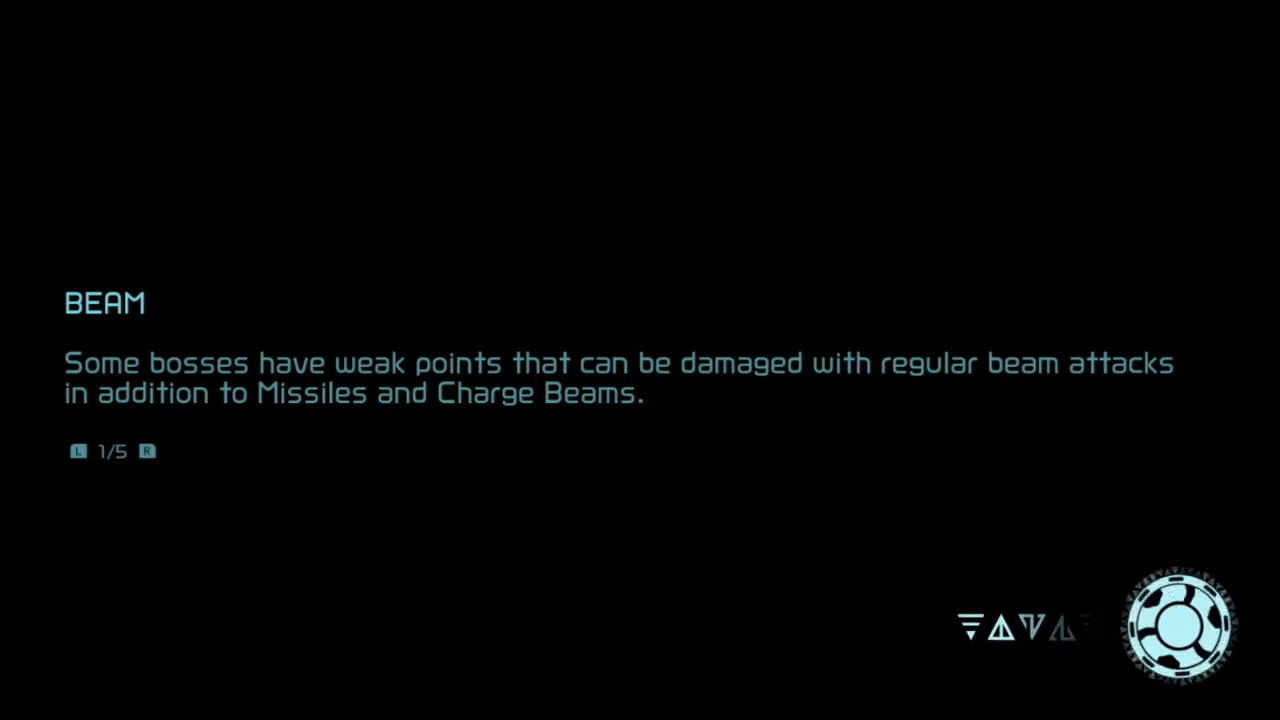 BEAM
Some bosses have weak points that can be damaged with regular beam attacks
in addition to Missiles and Charge Beams.
L 1/5 R